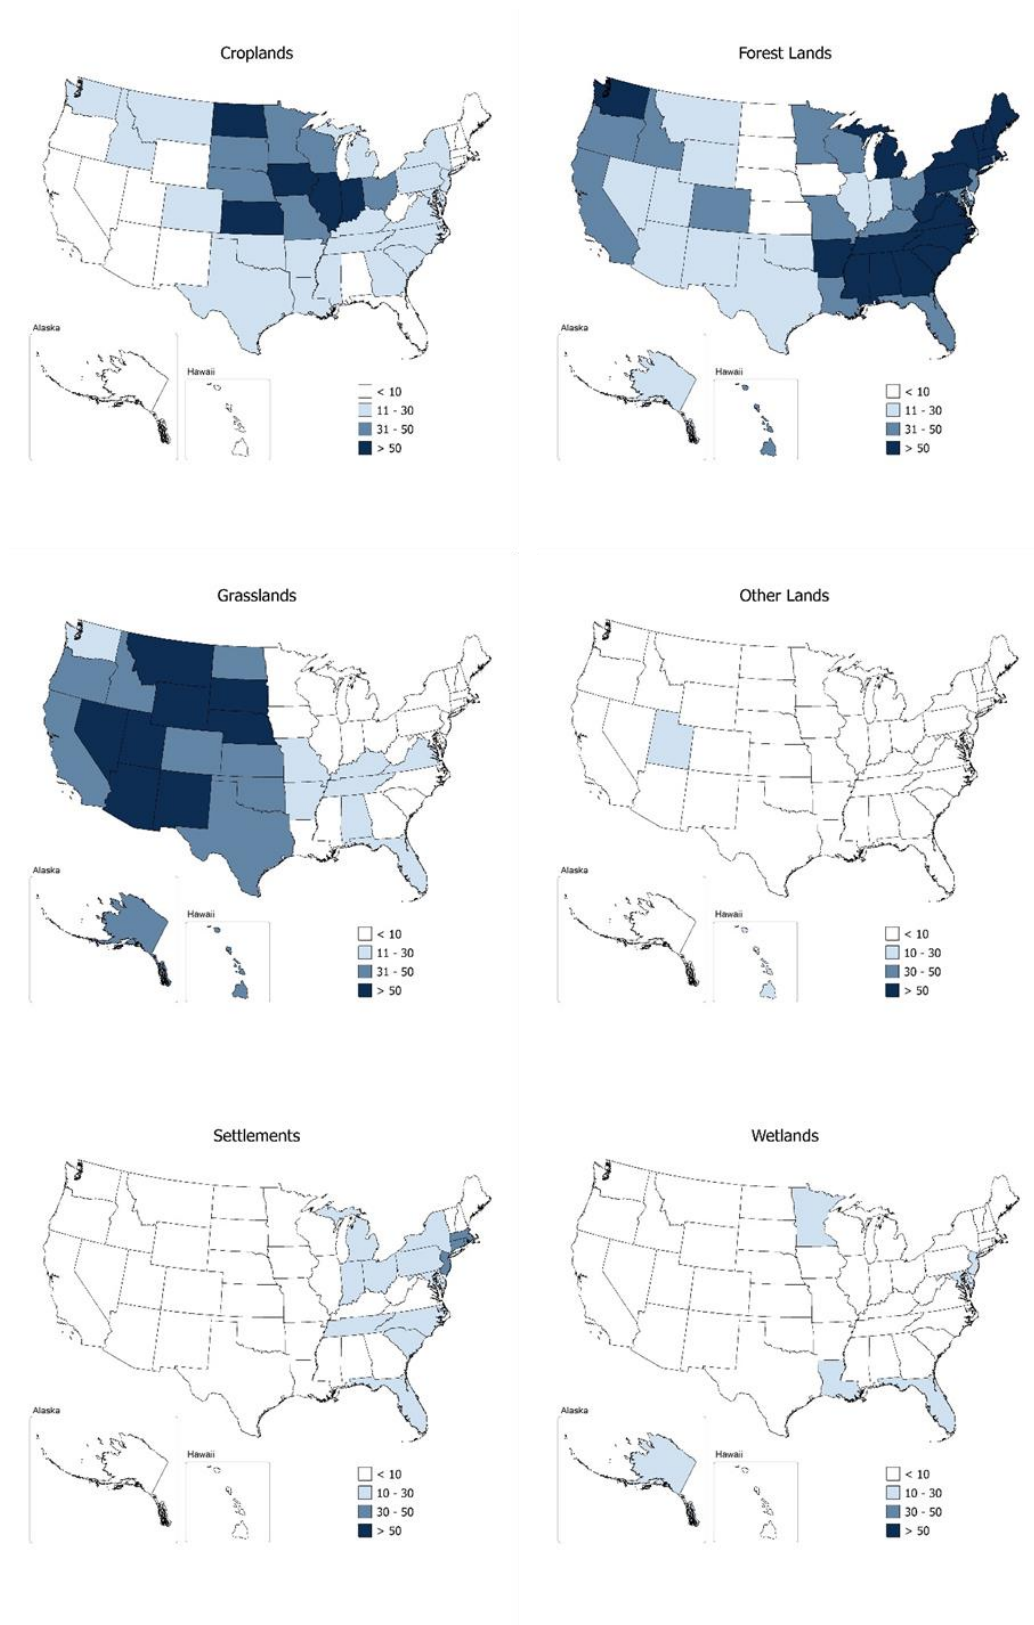 Croplands
Alaska
Hawaii
< 10
11 - 30
31 - 50
> 50
Forest Lands
Alaska
Hawaii
< 10
11 - 30
31 - 50
> 50
Grasslands
Alaska
Hawaii
< 10
11 - 30
31 - 50
> 50
Other Lands
Alaska
Hawaii
< 10
10 - 30
30 - 50
> 50
Settlements
Alaska
Hawaii
< 10
10 - 30
30 - 50
> 50
Wetlands
Alaska
Hawaii
< 10
10 - 30
30 - 50
> 50